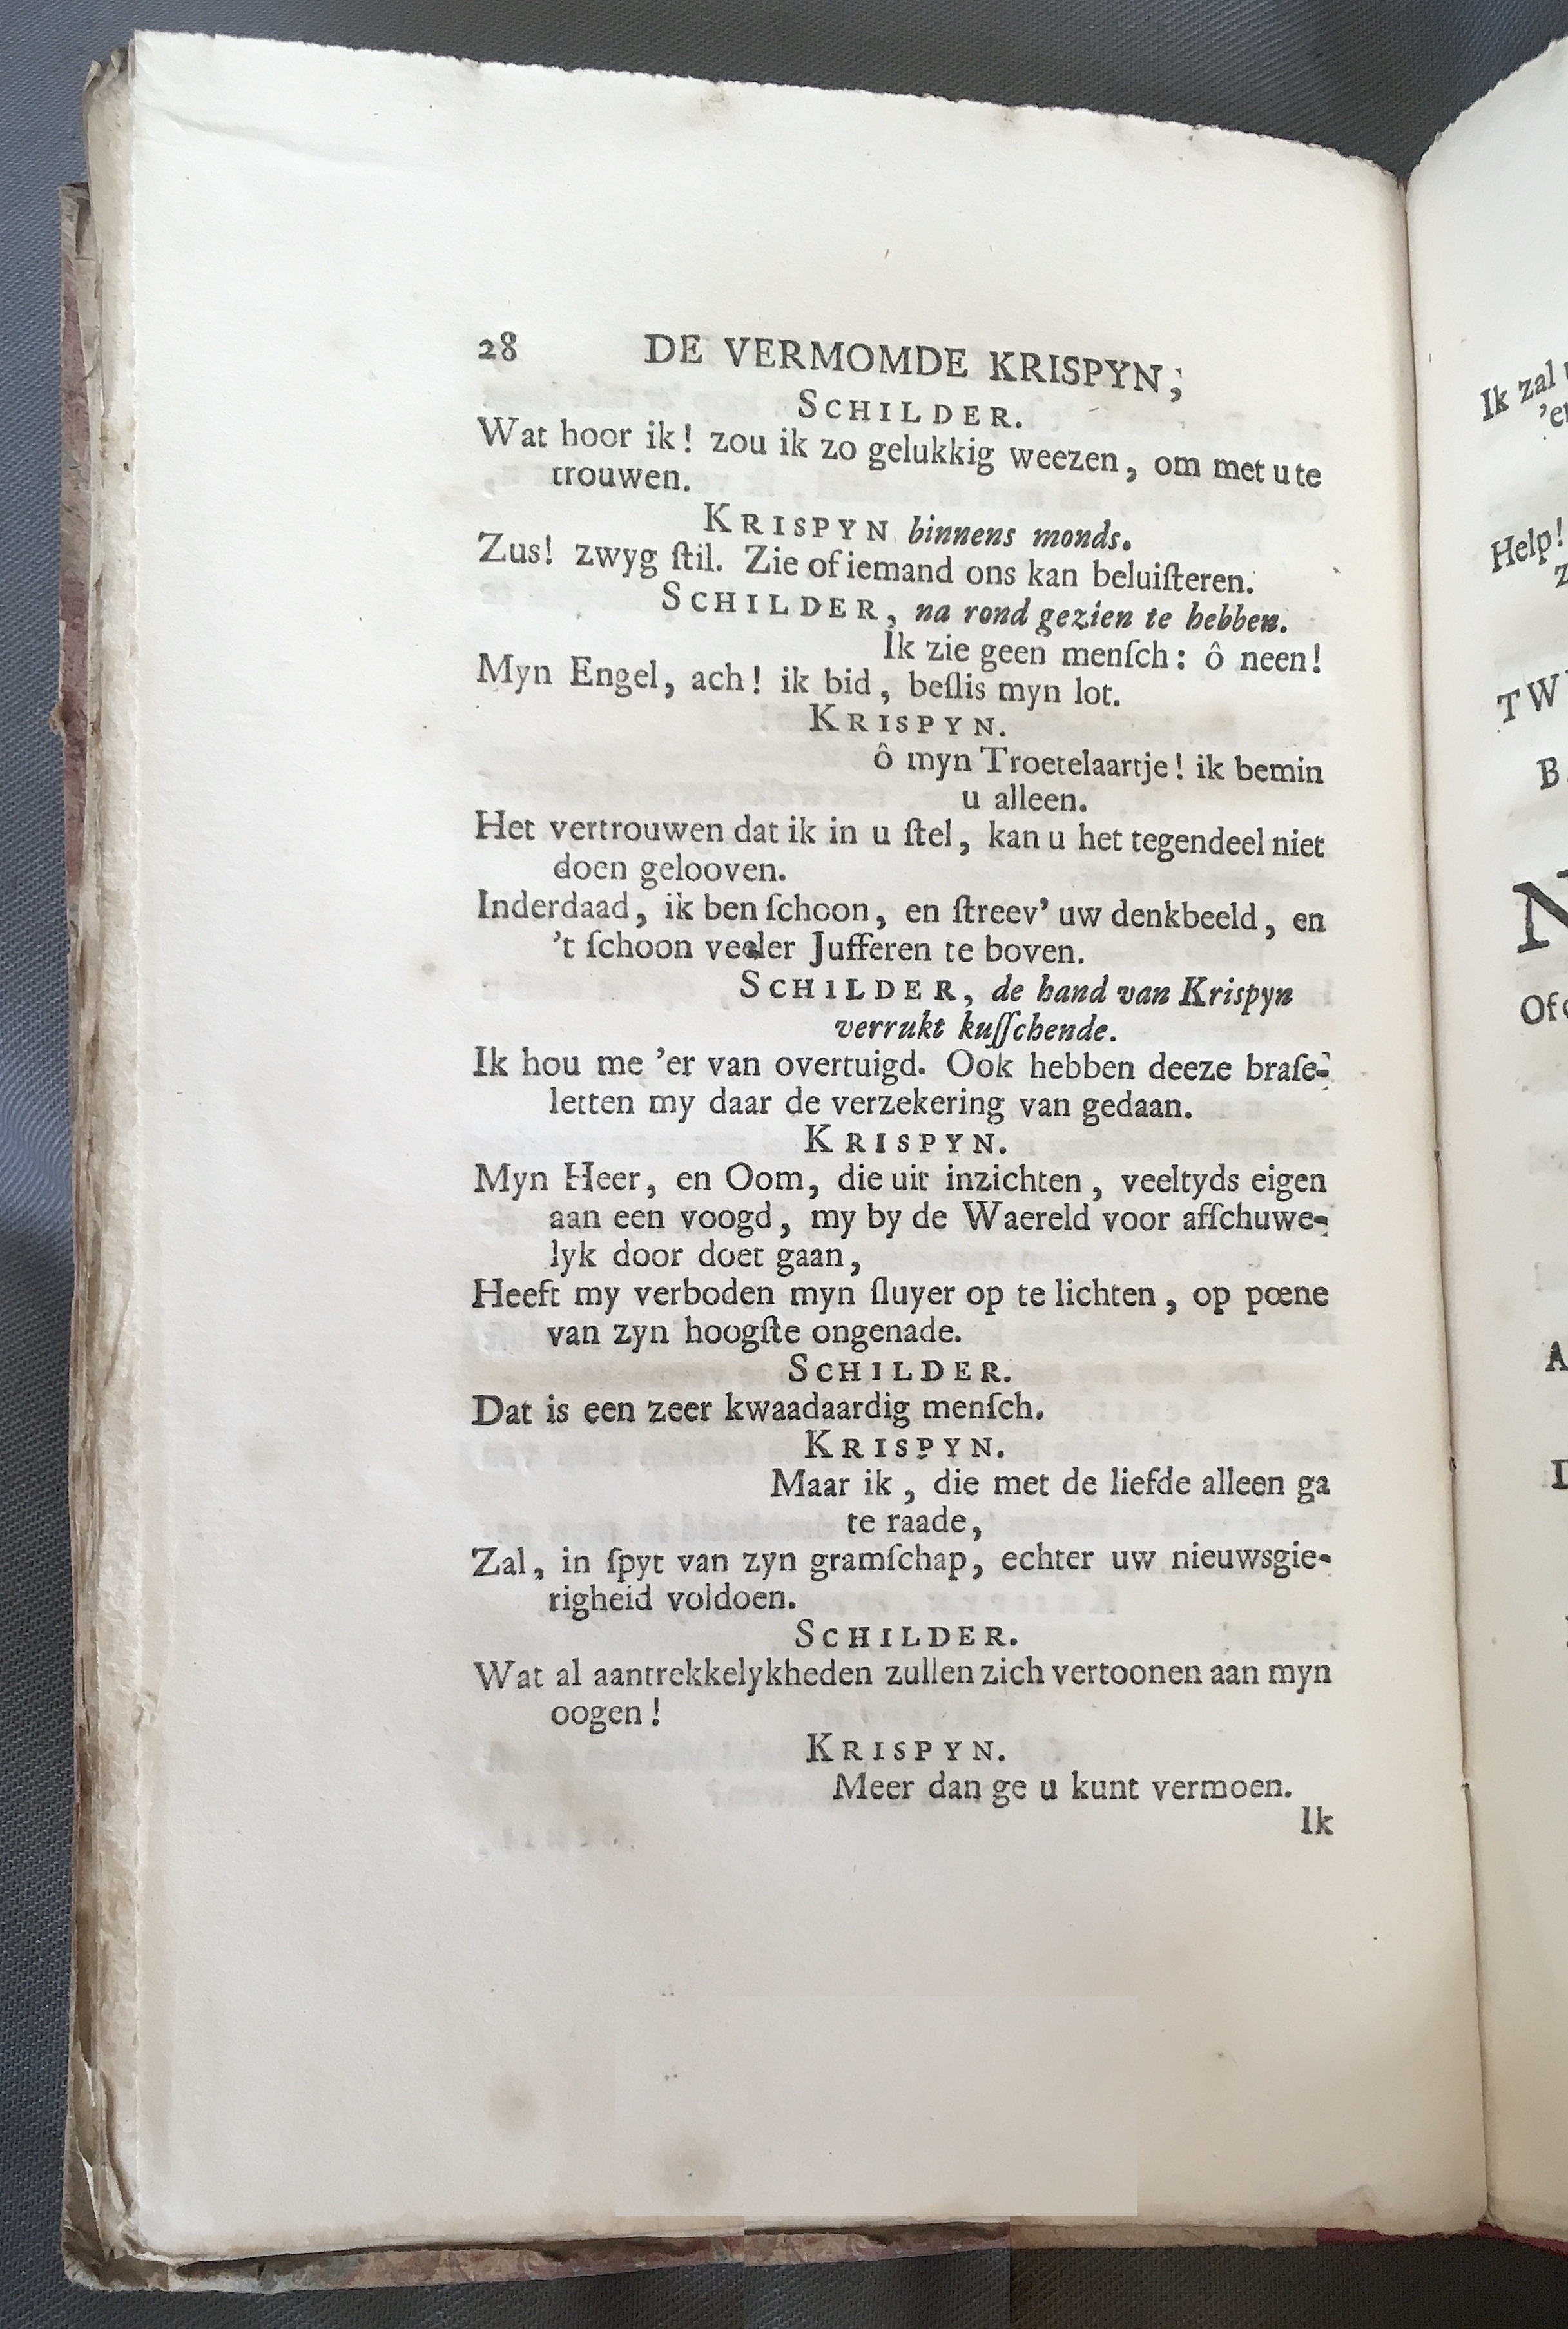 28 DE VERMOMDE KRISPYN;
SCHILDER.
Wat hoor ik! zou ik zo gelukkig weezen, om met u te
trouwen.
KRISPYN binnens monds.
Zus! zwyg ſtil. Zie of iemand ons kan beluiſteren.
SCHILDER, na rond gezien te hebben.
Ik zie geen menſch: ô neen!
Myn Engel, ach! ik bid, beſlis myn lot.
KRISPYN.
ô myn Troetelaartje! ik bemin
u alleen.
Het vertrouwen dat ik in u ſtel, kan u het tegendeel niet
doen gelooven.
Inderdaad, ik ben ſchoon, en ſtreev' uw denkbeeld, en
't ſchoon veeler Jufferen te boven.
SCHILDER, de hand van Krispyn
verrukt kuſſchende.
Ik hou me 'er van overtuigd. Ook hebben deeze braſe-
letten my daar de verzekering van gedaan.
KRISPYN.
Myn Heer, en Oom, die uit inzichten, veeltyds eigen
aan een voogd, my by de Waereld voor afſchuwe-
lyk door doet gaan,
Heeft my verboden myn ſluyer op te lichten, op pœne
van zyn hoogſte ongenade.
SCHILDER.
Dat is een zeer kwaadaardig menſch.
KRISPYN.
Maar ik, die met de liefde alleen ga
te raade,
Zal, in ſpyt van zyn gramſchap, echter uw nieuwsgie-
righeid voldoen.
SCHILDER.
Wat al aantrekkelykheden zullen zich vertoonen aan myn
oogen!
KRISPYN.
Meer dan ge u kunt vermoen.
Ik
Ik zal
Help!